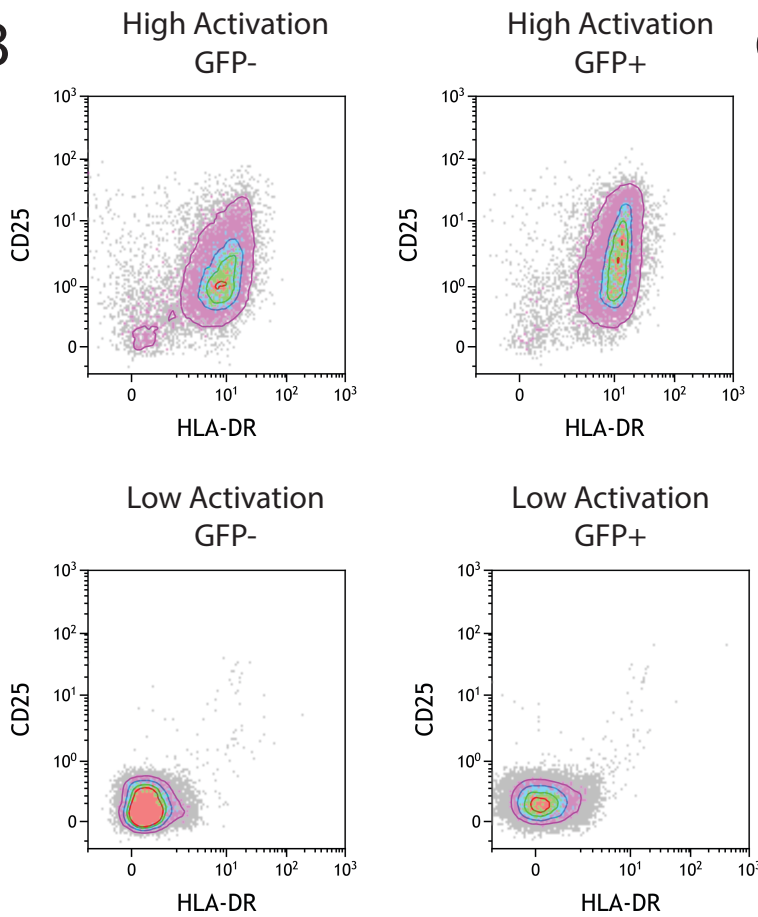 B
High Activation
GFP-
High Activation
GFP+
10³
10²
10¹
10⁰
0
CD25
0
10¹
10²
10³
HLA-DR
10³
10²
10¹
10⁰
0
CD25
0
10¹
10²
10³
HLA-DR
Low Activation
GFP-
Low Activation
GFP+
10³
10²
10¹
10⁰
0
CD25
0
10¹
10²
10³
HLA-DR
10³
10²
10¹
10⁰
0
CD25
0
10¹
10²
10³
HLA-DR